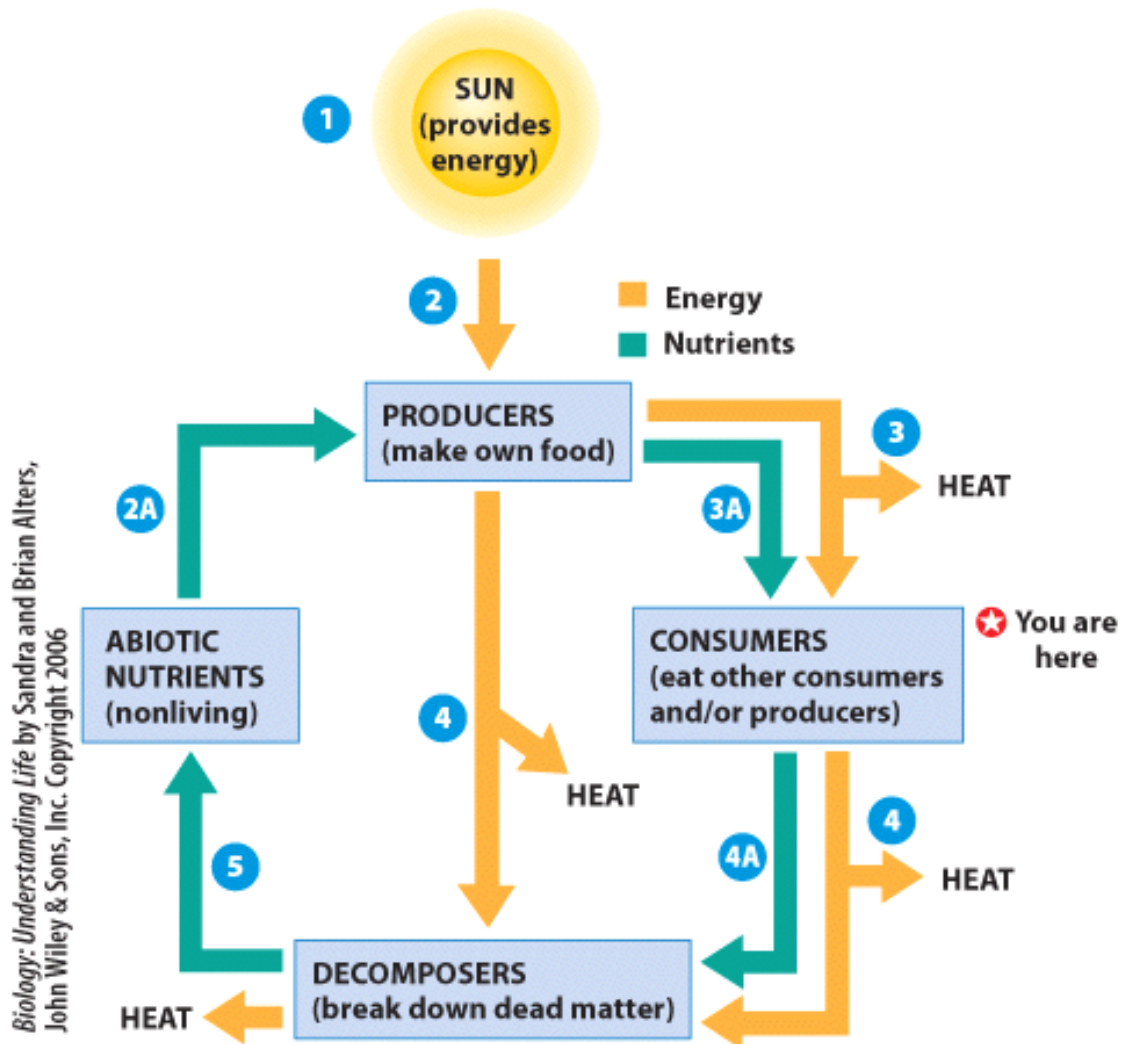 1
SUN
(provides
energy)
2
Energy
Nutrients
PRODUCERS
(make own food)
3
HEAT
2A
3A
ABIOTIC
NUTRIENTS
(nonliving)
CONSUMERS
(eat other consumers
and/or producers)
You are
here
4
HEAT
4
HEAT
4A
5
DECOMPOSERS
(break down dead matter)
HEAT
Biology: Understanding Life by Sandra and Brian Alters,
John Wiley & Sons, Inc. Copyright 2006